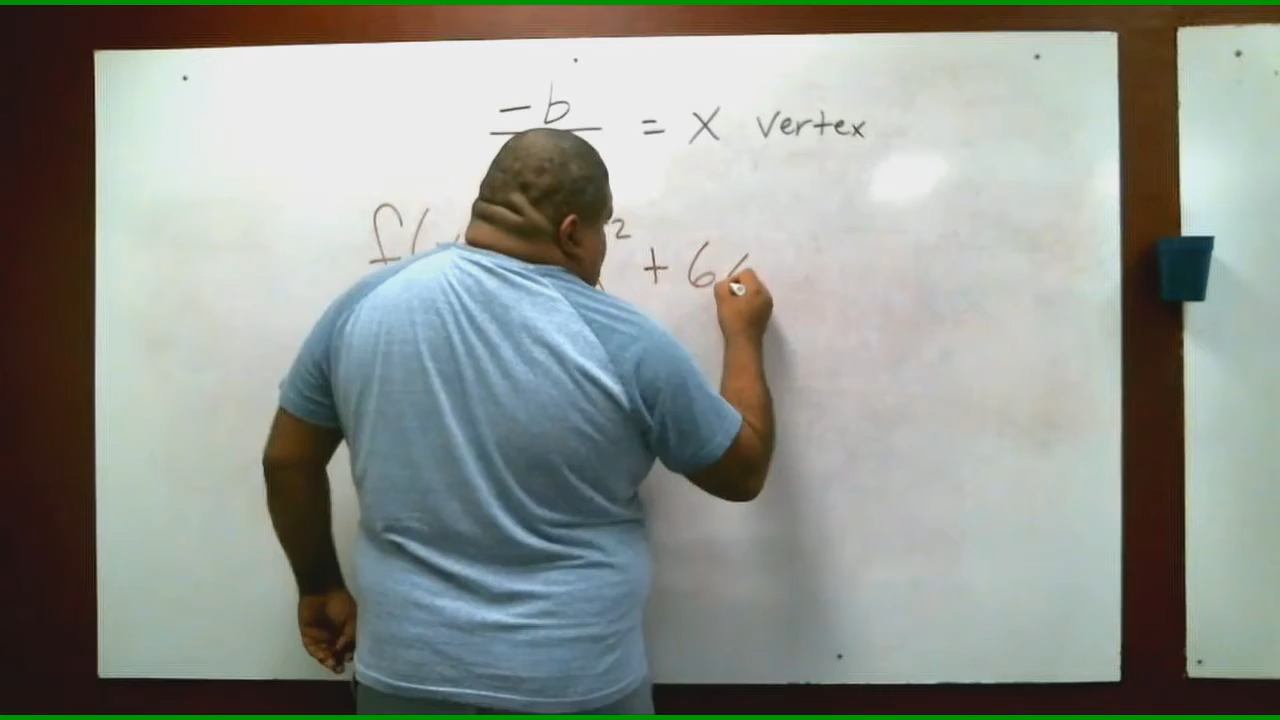 -b = x vertex
f( ² + 6